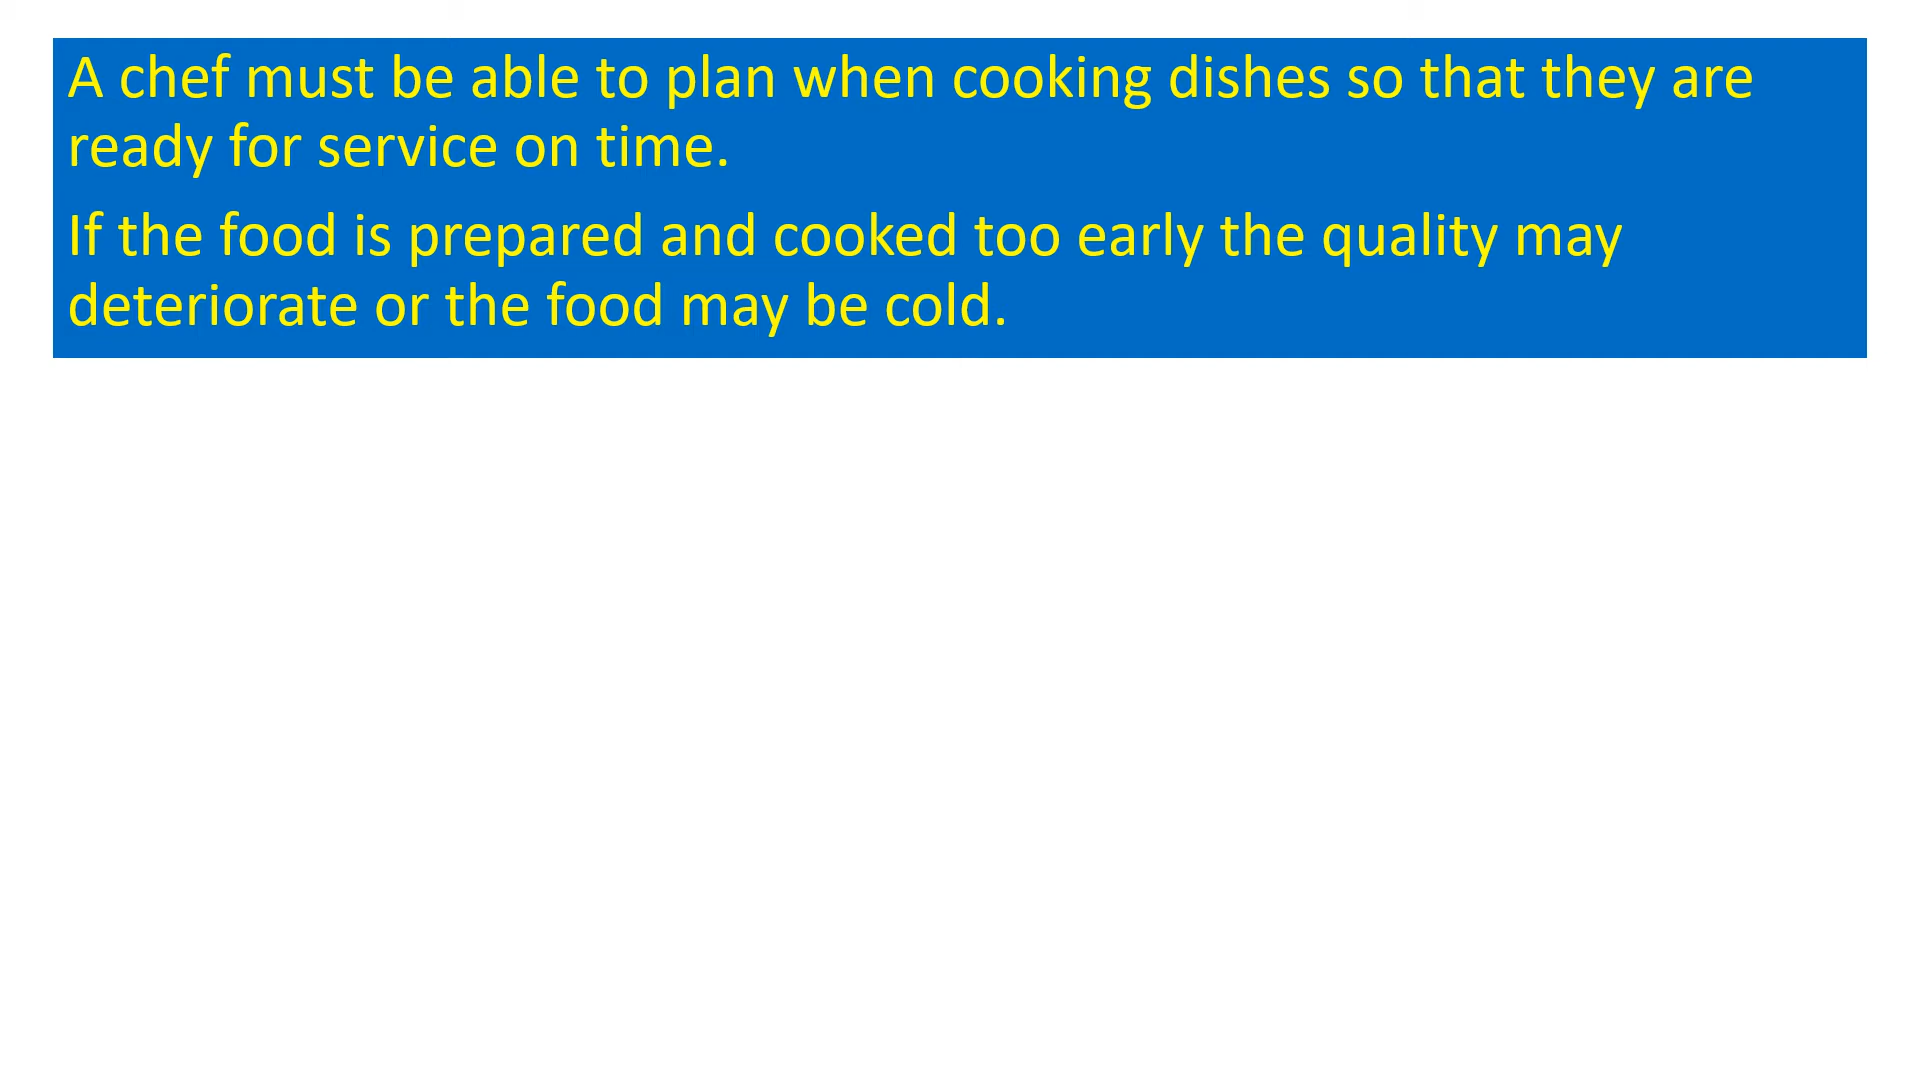 A chef must be able to plan when cooking dishes so that they are
ready for service on time.
If the food is prepared and cooked too early the quality may
deteriorate or the food may be cold.